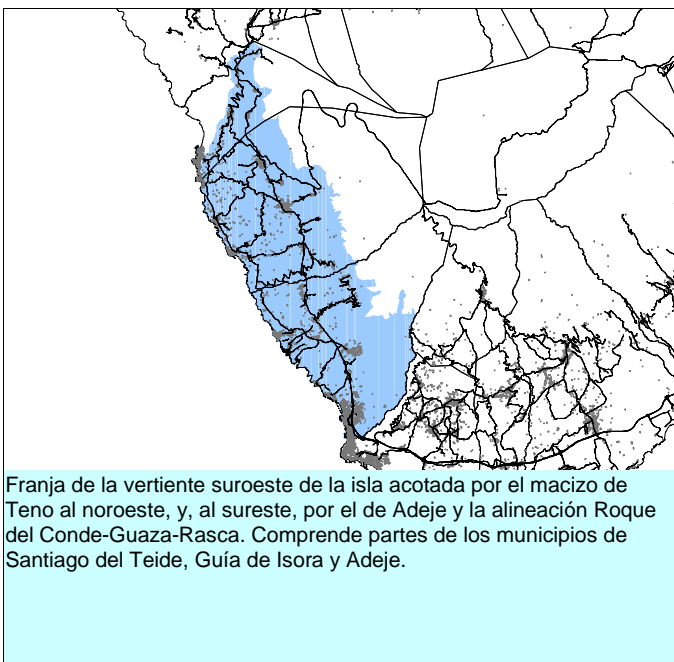 Franja de la vertiente suroeste de la isla acotada por el macizo de
Teno al noroeste, y, al sureste, por el de Adeje y la alineación Roque
del Conde-Guaza-Rasca. Comprende partes de los municipios de
Santiago del Teide, Guía de Isora y Adeje.